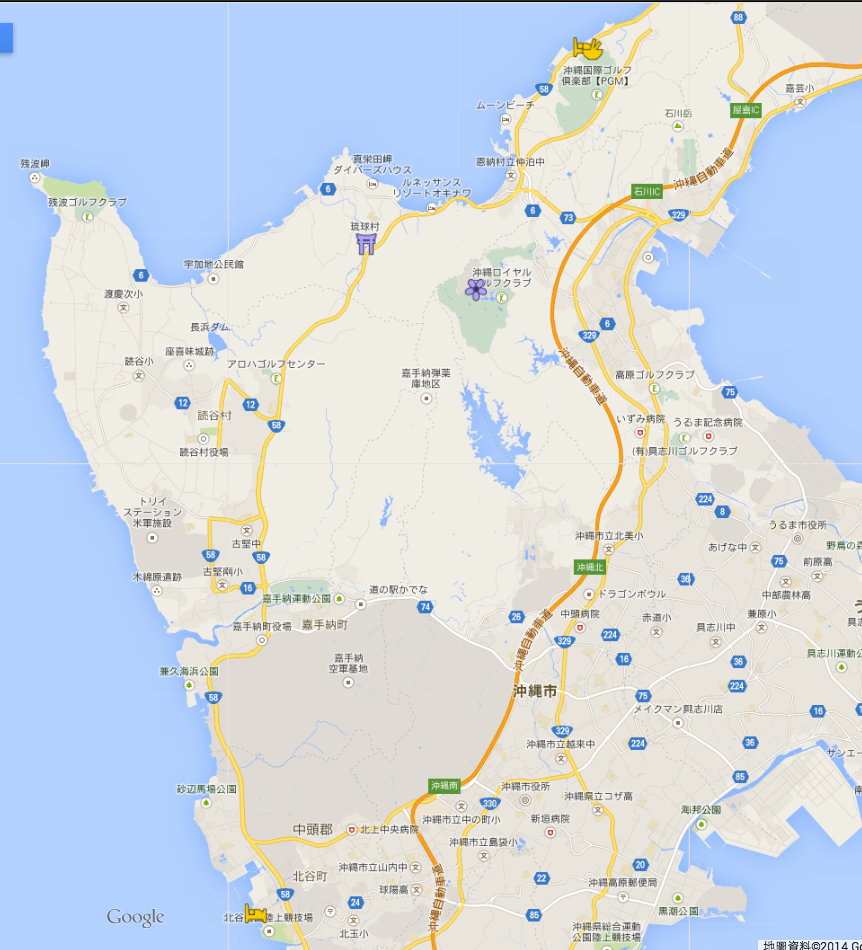 88
沖縄国際ゴルフ
倶楽部【PGM】
58
嘉芸小
ムーンビーチ
屋嘉IC
石川岳
残波岬
真栄田岬
ダイバーズハウス
恩納村立仲泊中
沖縄自動車道
ルネッサンス
リゾートオキナワ
石川IC
6
残波ゴルフクラブ
6
73
329
琉球村
宇加地公民館
沖縄ロイヤル
ルフクラブ
6
渡慶次小
長浜ダム
6
329
座喜味城跡
読谷小
アロハゴルフセンター
沖縄自動車道
嘉手納弾薬
庫地区
高原ゴルフクラブ
75
12
12
読谷村
58
いずみ病院
うるま記念病院
読谷村役場
(有)具志川ゴルフクラブ
トリイ
ステーション
米軍施設
224
8
うるま市役所
沖縄市立北美小
あげな中
野鳥の
古堅中
58
58
75
前原高
沖縄北
古堅南小
木綿原遺跡
16
道の駅かでな
36
中部農林高
嘉手納運動公園
ドラゴンボウル
74
26
中頭病院
赤道小
兼原小
嘉手納町役場
嘉手納町
沖縄自動車道
329
224
具志川中
嘉手納
空軍基地
16
36
具志川運動公
兼久海浜公園
沖縄市
224
58
75
メイクマン具志川店
16
329
沖縄市立越来中
224
36
サンエー
85
沖縄南
沖縄市役所
砂辺馬場公園
330
沖縄県立コザ高
沖縄市立中の町小
海邦公園
中頭郡
北上中央病院
新垣病院
沖縄市立島袋小
沖縄市立山内中
20
北谷町
22
沖縄高原郵便局
球陽高
58
24
黒潮公園
沖縄自動車道
85
Google
北谷
陸上競技場
北玉小
沖縄県総合運動
公園陸上競技場
地圖資料©2014 Go